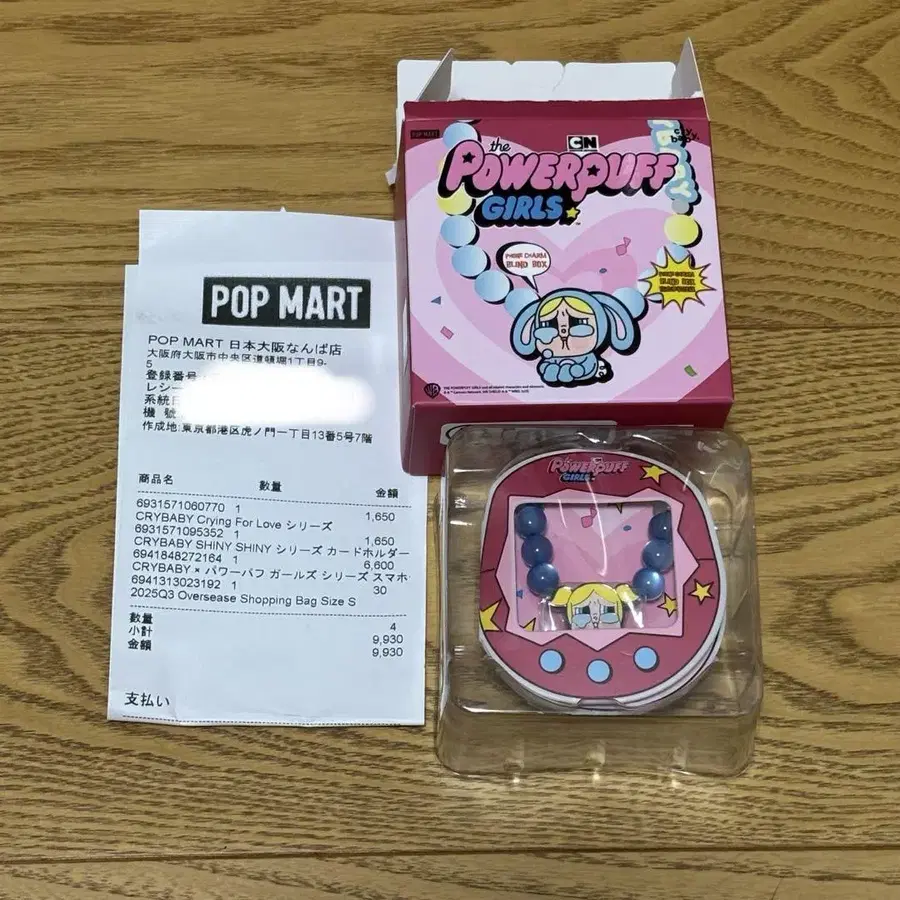 POP MART
POP MART 日本大阪なんば店
大阪府大阪市中央区道頓堀1丁目9-
5
登録番号
レシー
系統
機 號
作成地:東京都港区虎ノ門一丁目13番5号7階
商品名 数量 金額
6931571060770 1
CRYBABY Crying For Love シリーズ 1,650
6931571095352 1
CRYBABY SHINY SHINY シリーズ カードホルダー 1,650
6941848272164 1 6,600
CRYBABY × パワーパフ ガールズ シリーズ スマホ
6941313023192 1 30
2025Q3 Oversease Shopping Bag Size S
数量 4
小計 9,930
金額 9,930
支払い
POP MART
CN
cry baby
the
POWERPUFF
GIRLS
PHONE CHARM
BLIND BOX
PHONE CHARM
BLIND BOX
WB
POWERPUFF
GIRLS